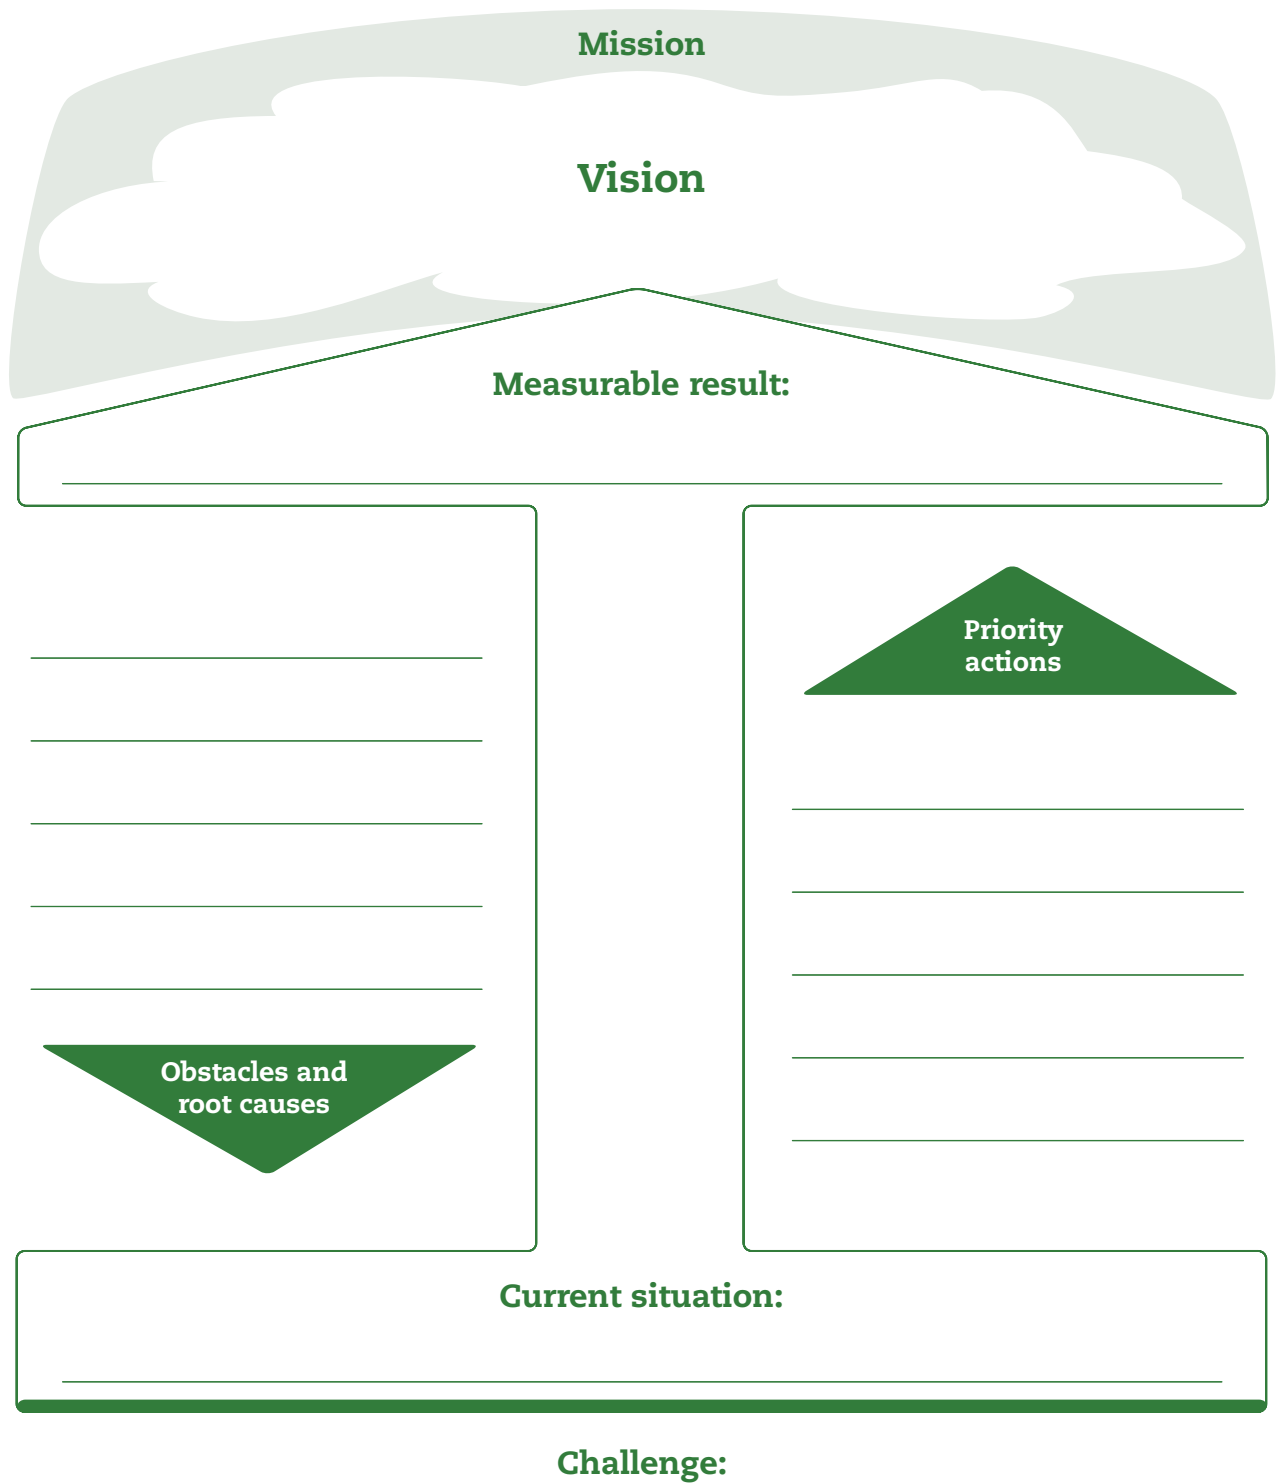 Mission
Vision
Measurable result:
Priority
actions
Obstacles and
root causes
Current situation:
Challenge: